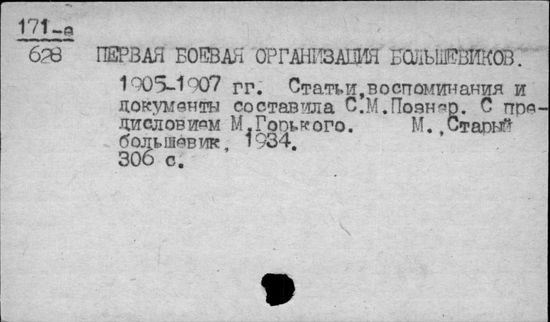 171-а
628
ПЕРВАЯ БОЕВАЯ ОРГАНИЗАЦИЯ БОЛЬШЕВИКОВ.
1905-1907 гг. Статьи,воспоминания и
документы составила С.М.Познер. С пре-
дисловием М.Горького. М.,Старый
большевик, 1934.
306 с.